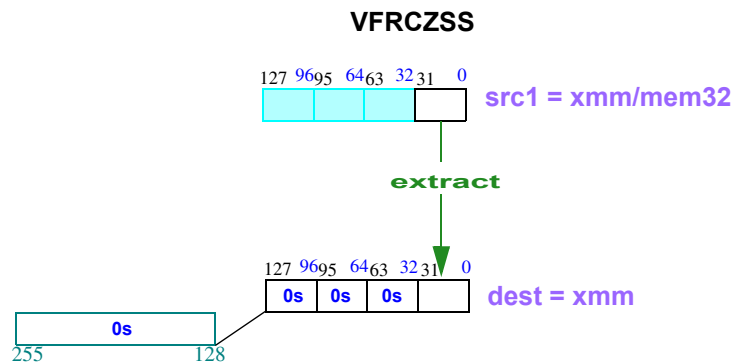 VFRCZSS
127 96 95 64 63 32 31 0
src1 = xmm/mem32
extract
127 96 95 64 63 32 31 0
0s 0s 0s
dest = xmm
0s
255 128